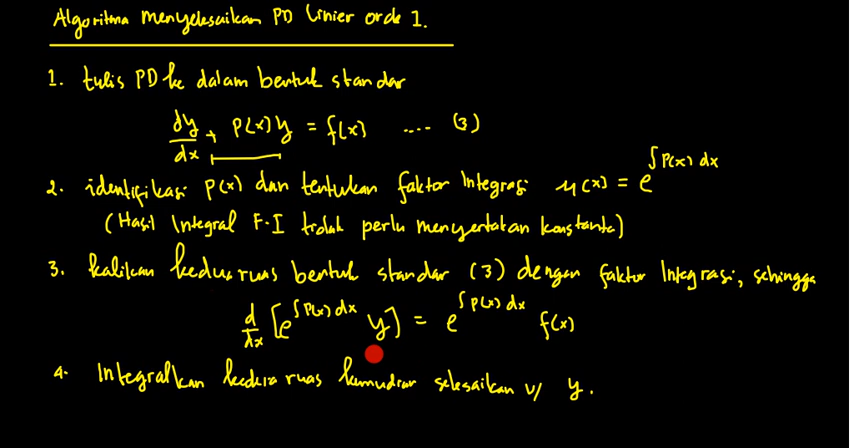 Algoritma menyelesaikan PD Linier orde 1.
1. tulis PD ke dalam bentuk standar
dy/dx + P(x)y = f(x) .... (3)
2. identifikasi P(x) dan tentukan faktor Integrasi μ(x) = e^∫P(x) dx
(Hasil Integral F.I tidak perlu menyertakan konstanta)
3. kalikan kedua ruas bentuk standar (3) dengan faktor Integrasi, sehingga
d/dx [e^∫P(x) dx y] = e^∫P(x) dx f(x)
4. Integralkan kedua ruas kemudian selesaikan u/ y.